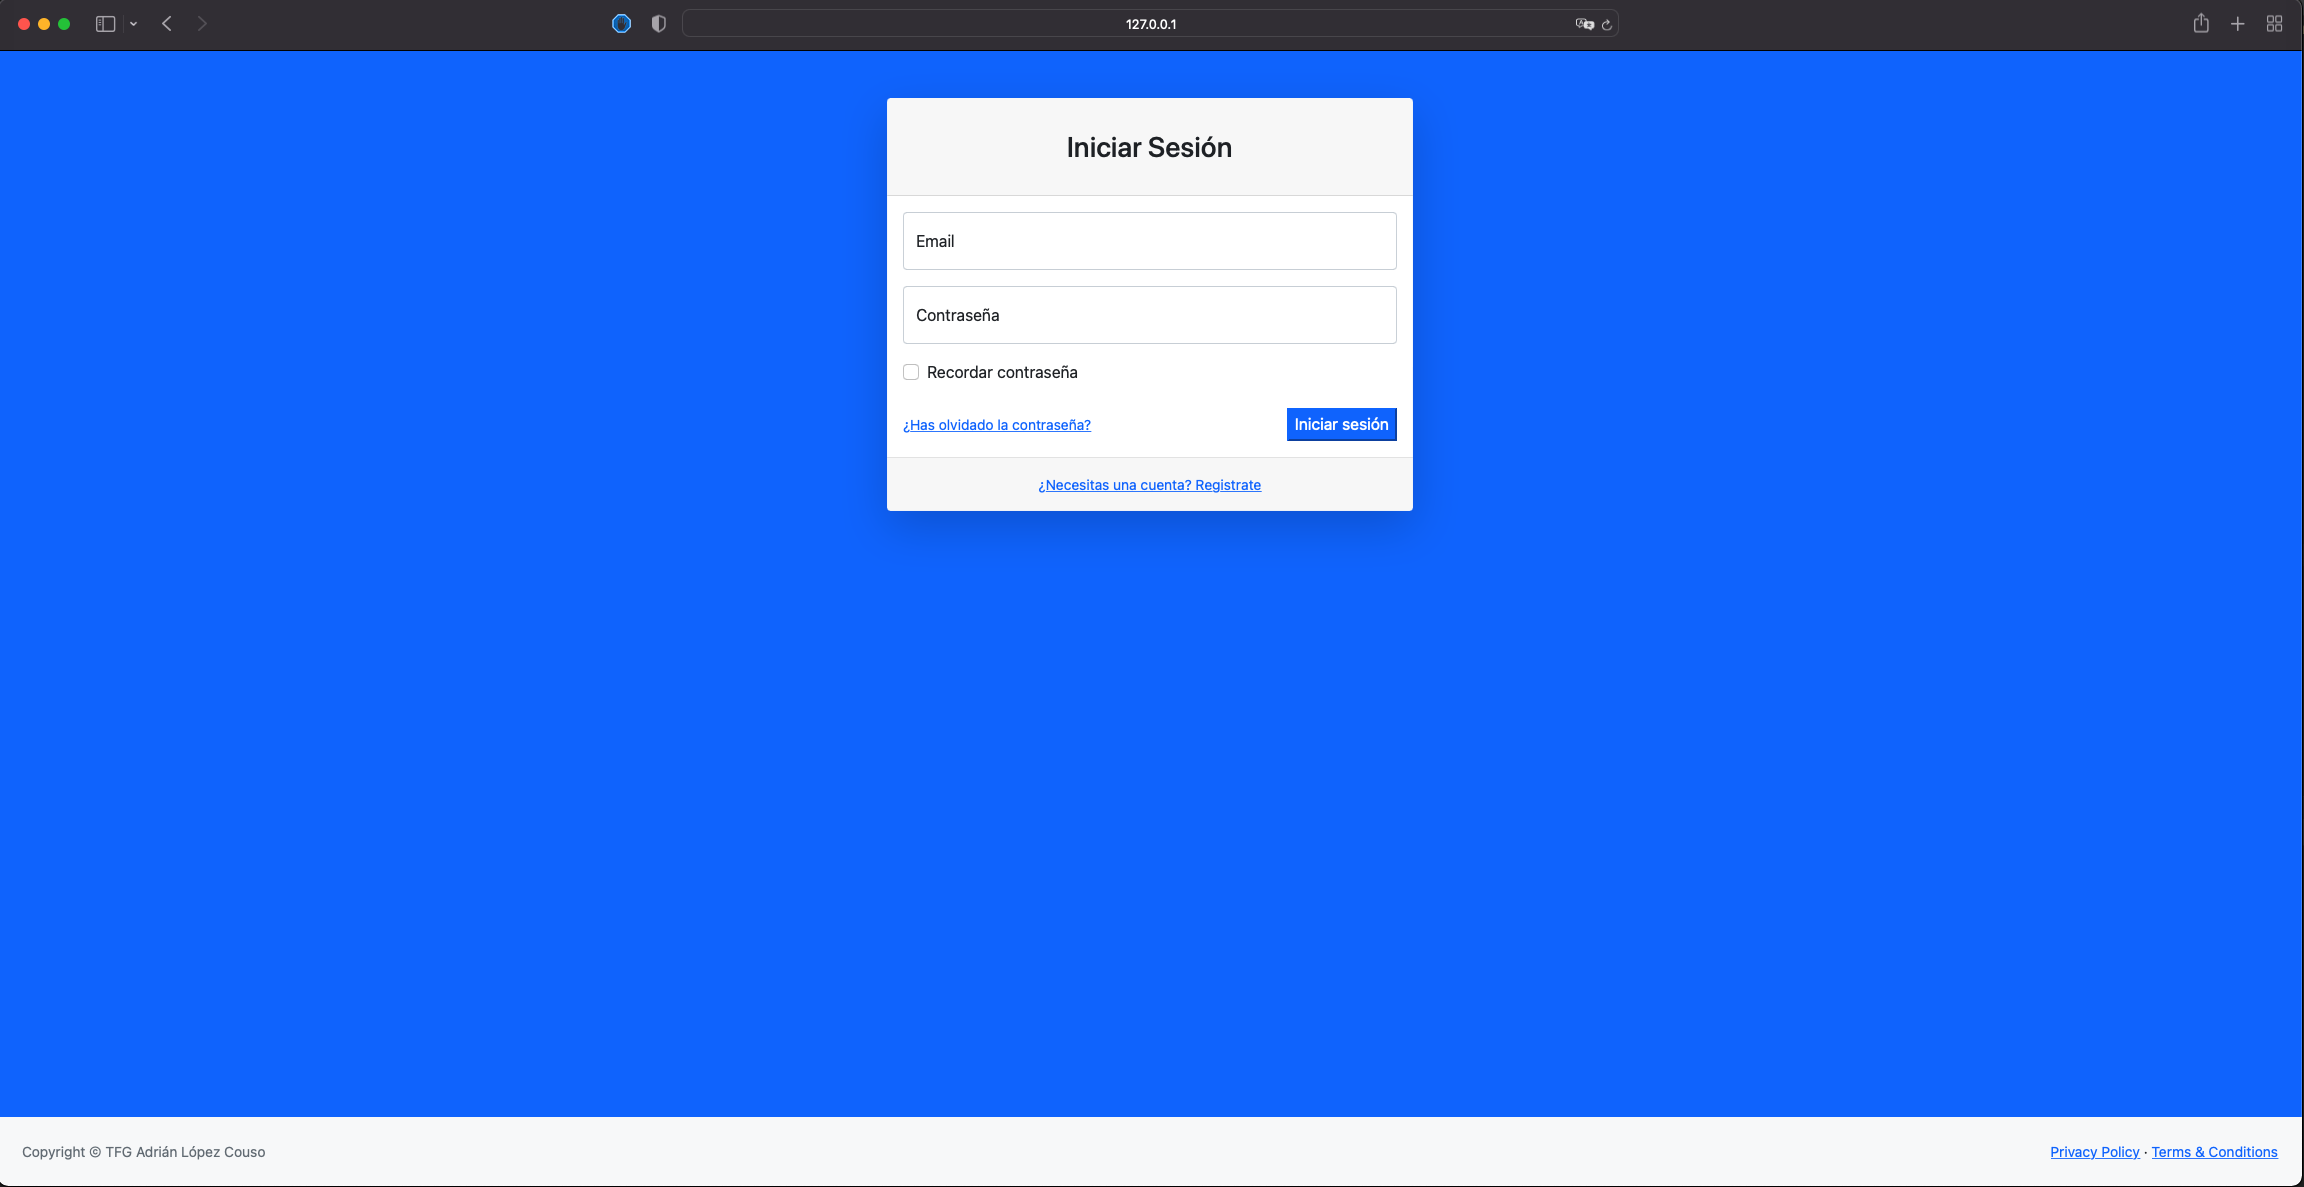 127.0.0.1
Iniciar Sesión
Email
Contraseña
Recordar contraseña
¿Has olvidado la contraseña? Iniciar sesión
¿Necesitas una cuenta? Registrate
Copyright © TFG Adrián López Couso Privacy Policy · Terms & Conditions